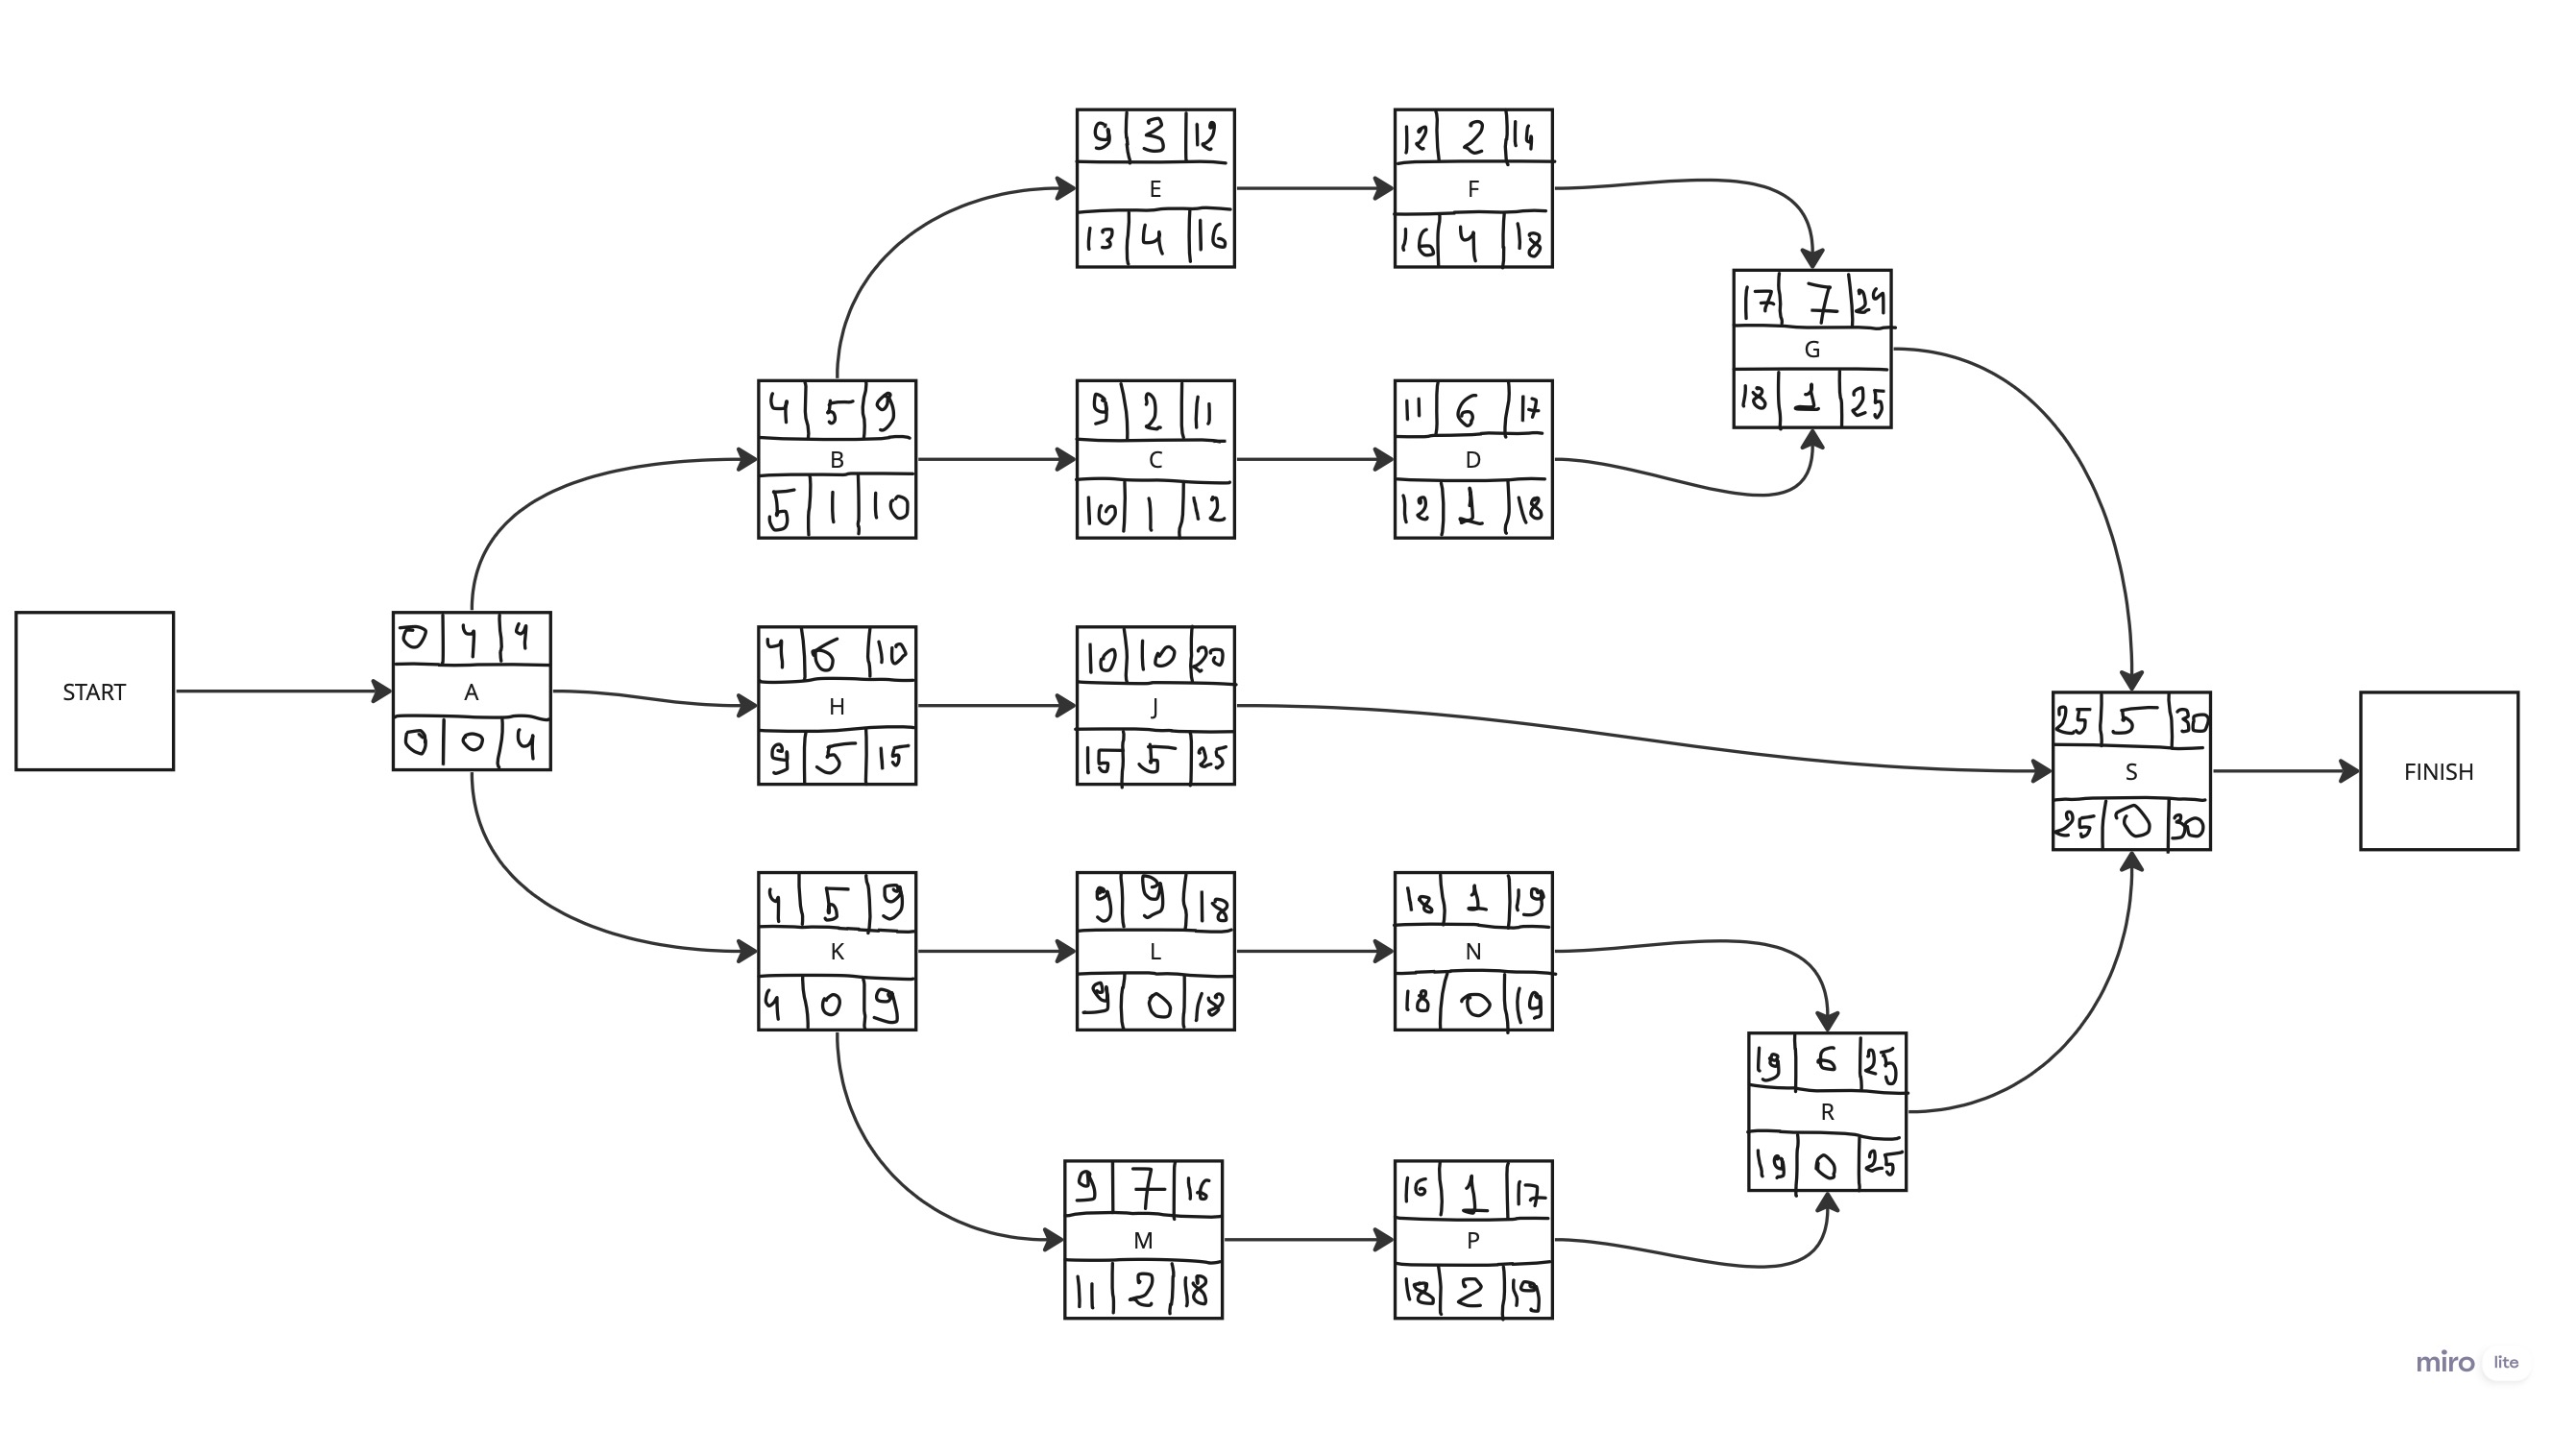 9 3 12
E
13 4 16
12 2 14
F
16 4 18
17 7 24
G
18 1 25
4 5 9
B
5 1 10
9 2 11
C
10 1 12
11 6 17
D
12 1 18
START
0 4 4
A
0 0 4
4 6 10
H
9 5 15
10 10 20
J
15 5 25
25 5 30
S
25 0 30
FINISH
4 5 9
K
4 0 9
9 9 18
L
9 0 18
18 1 19
N
18 0 19
19 6 25
R
19 0 25
9 7 16
M
11 2 18
16 1 17
P
18 2 19
miro lite